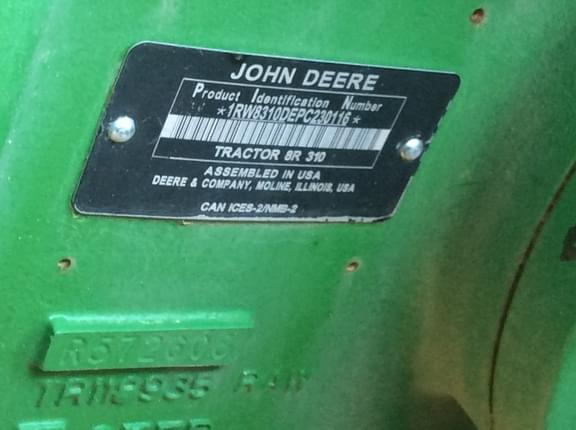 JOHN DEERE
Product Identification Number
*1RW8310DEPC230116*
TRACTOR 8R 310
ASSEMBLED IN USA
DEERE & COMPANY, MOLINE, ILLINOIS, USA
CAN ICES-2/NMB-2